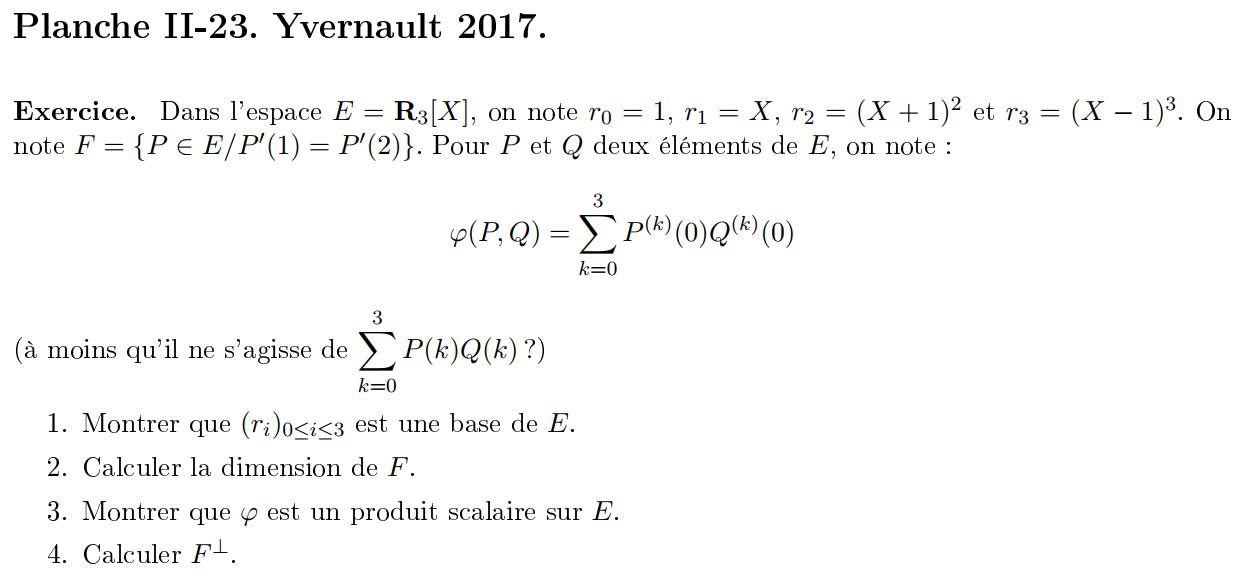 Planche II-23. Yvernault 2017.
Exercice. Dans l'espace $E = \mathbf{R}_3[X]$, on note $r_0 = 1$, $r_1 = X$, $r_2 = (X + 1)^2$ et $r_3 = (X - 1)^3$. On
note $F = \{P \in E/P'(1) = P'(2)\}$. Pour $P$ et $Q$ deux éléments de $E$, on note :
$$\varphi(P, Q) = \sum_{k=0}^{3} P^{(k)}(0)Q^{(k)}(0)$$
(à moins qu'il ne s'agisse de $\sum_{k=0}^{3} P(k)Q(k)$ ?)
1. Montrer que $(r_i)_{0 \leq i \leq 3}$ est une base de $E$.
2. Calculer la dimension de $F$.
3. Montrer que $\varphi$ est un produit scalaire sur $E$.
4. Calculer $F^{\perp}$.